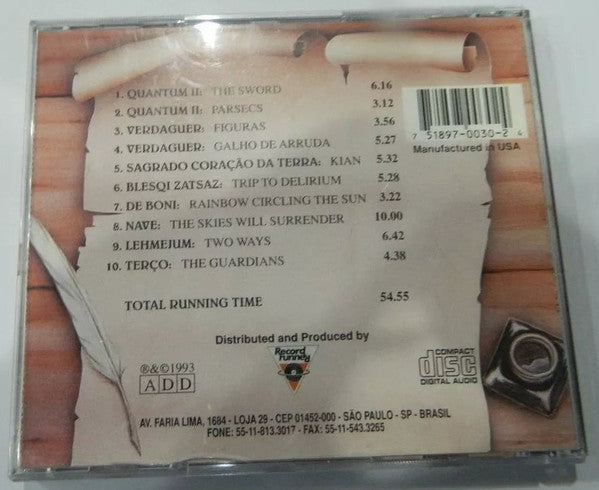 1. QUANTUM II: THE SWORD 6.16
2. QUANTUM II: PARSECS 3.12
3. VERDAGUER: FIGURAS 3.56
4. VERDAGUER: GALHO DE ARRUDA 5.27
5. SAGRADO CORAÇÃO DA TERRA: KIAN 5.32
6. BLESQI ZATSAZ: TRIP TO DELIRIUM 5.28
7. DE BONI: RAINBOW CIRCLING THE SUN 3.22
8. NAVE: THE SKIES WILL SURRENDER 10.00
9. LEHMEJUM: TWO WAYS 6.42
10. TERÇO: THE GUARDIANS 4.38
TOTAL RUNNING TIME 54.55
7 51897-0030-2 4
Manufactured in USA
Distributed and Produced by
Record Runner
℗&©1993
ADD
COMPACT
disc
DIGITAL AUDIO
AV. FARIA LIMA, 1684 - LOJA 29 - CEP 01452-000 - SÃO PAULO - SP - BRASIL
FONE: 55-11-813.3017 - FAX: 55-11-543.3265